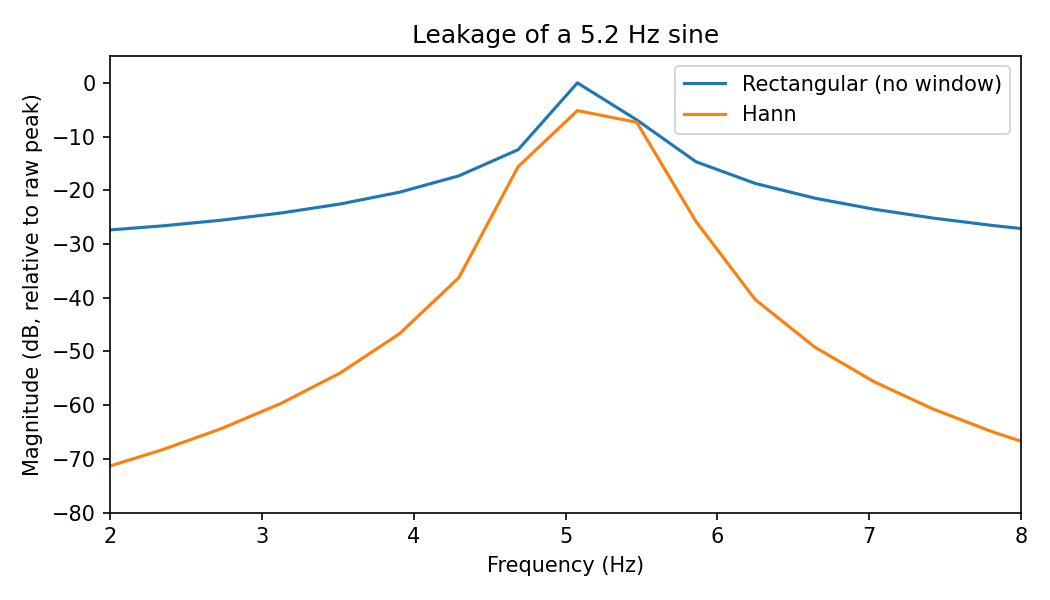 Leakage of a 5.2 Hz sine
Rectangular (no window)
Hann
Magnitude (dB, relative to raw peak)
0
−10
−20
−30
−40
−50
−60
−70
−80
2 3 4 5 6 7 8
Frequency (Hz)